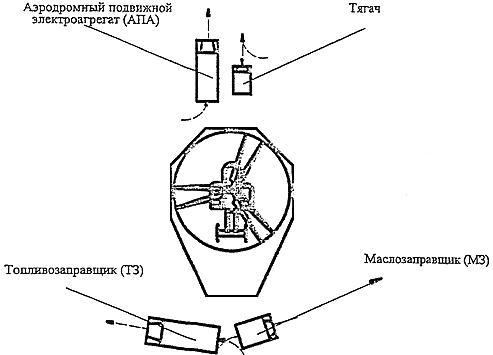 Аэродромный подвижной
электроагрегат (АПА)
Тягач
Маслозаправщик (МЗ)
Топливозаправщик (ТЗ)